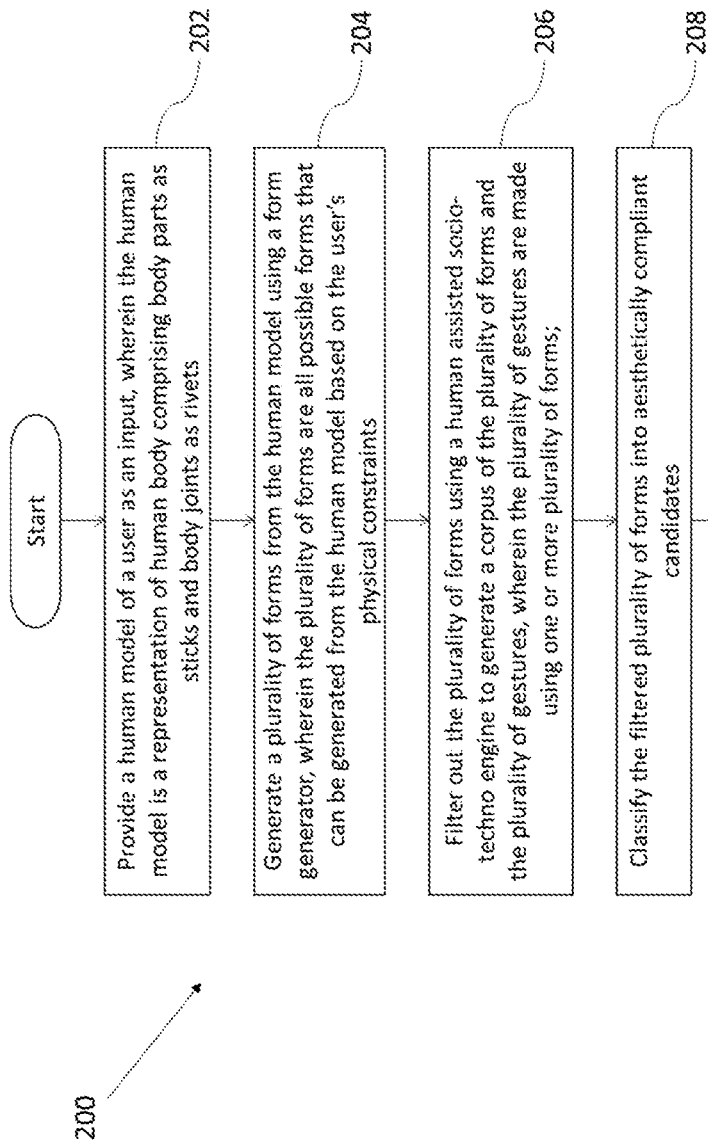 200
Start
Provide a human model of a user as an input, wherein the human
model is a representation of human body comprising body parts as
sticks and body joints as rivets
202
Generate a plurality of forms from the human model using a form
generator, wherein the plurality of forms are all possible forms that
can be generated from the human model based on the user's
physical constraints
204
Filter out the plurality of forms using a human assisted socio-
techno engine to generate a corpus of the plurality of forms and
the plurality of gestures, wherein the plurality of gestures are made
using one or more plurality of forms;
206
Classify the filtered plurality of forms into aesthetically compliant
candidates
208